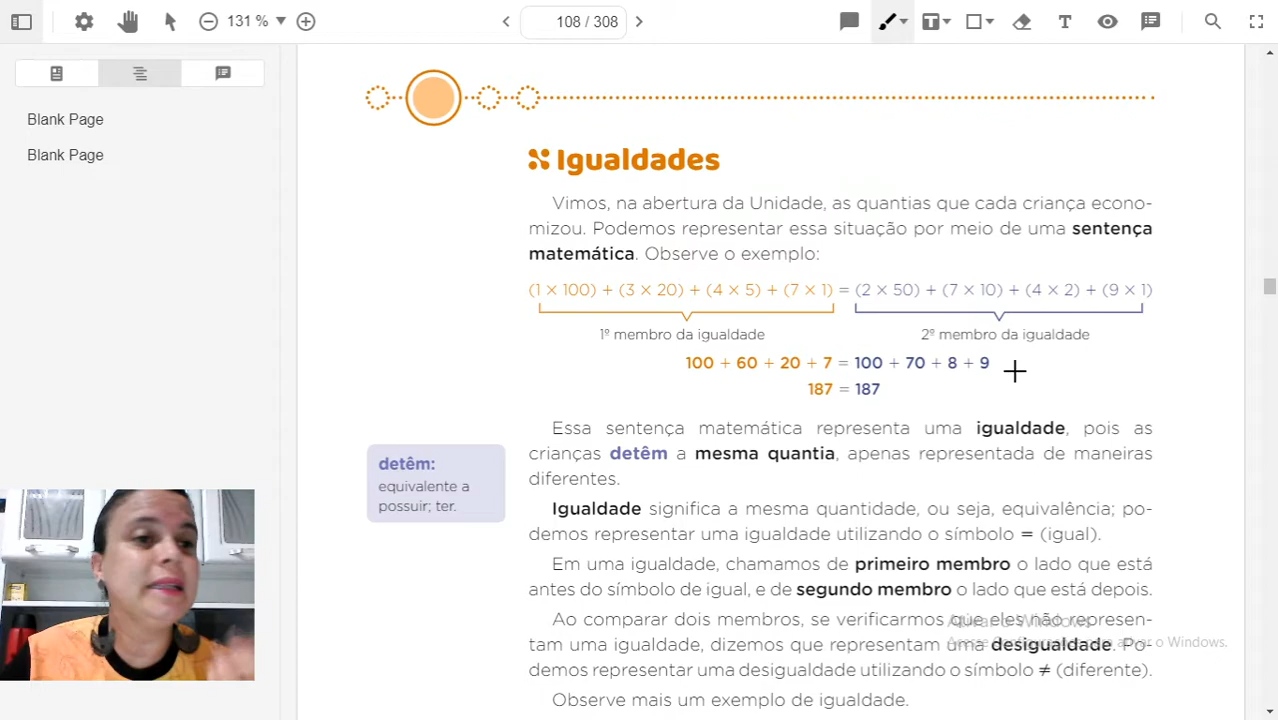 131 %
108 / 308
Blank Page
Blank Page
Igualdades
Vimos, na abertura da Unidade, as quantias que cada criança econo-
mizou. Podemos representar essa situação por meio de uma sentença
matemática. Observe o exemplo:
(1 × 100) + (3 × 20) + (4 × 5) + (7 × 1) = (2 × 50) + (7 × 10) + (4 × 2) + (9 × 1)
1º membro da igualdade 2º membro da igualdade
100 + 60 + 20 + 7 = 100 + 70 + 8 + 9
187 = 187
Essa sentença matemática representa uma igualdade, pois as
crianças detêm a mesma quantia, apenas representada de maneiras
diferentes.
detêm:
equivalente a
possuir; ter.
Igualdade significa a mesma quantidade, ou seja, equivalência; po-
demos representar uma igualdade utilizando o símbolo = (igual).
Em uma igualdade, chamamos de primeiro membro o lado que está
antes do símbolo de igual, e de segundo membro o lado que está depois.
Ao comparar dois membros, se verificarmos que eles não represen-
tam uma igualdade, dizemos que representam uma desigualdade. Po-
demos representar uma desigualdade utilizando o símbolo ≠ (diferente).
Observe mais um exemplo de igualdade.
Ativar o Windows
Acesse Configurações para ativar o Windows.